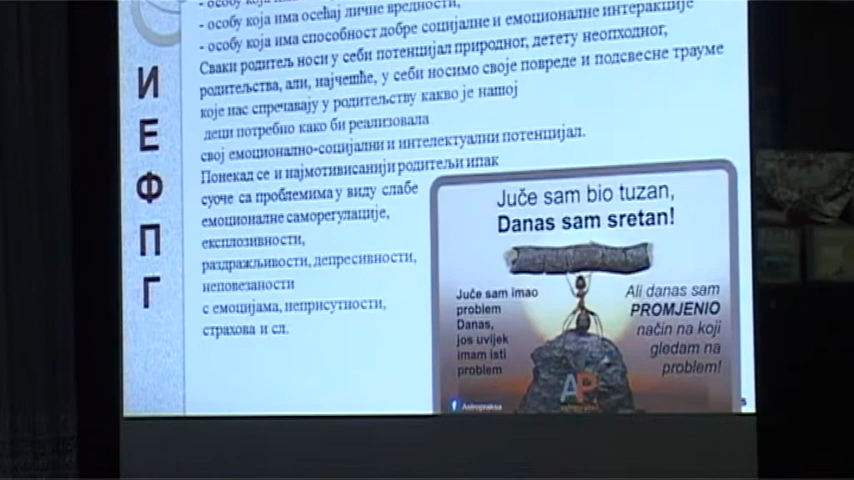 - особу која има
- особу која има осећај личне вредности,
- особу која има способност добре социјалне и емоционалне интеракције
Сваки родитељ носи у себи потенцијал природног, детету неопходног,
родитељства, али, најчешће, у себи носимо своје повреде и подсвесне трауме
које нас спречавају у родитељству какво је нашој
деци потребно како би реализовала
свој емоционално-социјални и интелектуални потенцијал.
Понекад се и најмотивисанији родитељи ипак
суоче са проблемима у виду слабе
емоционалне саморегулације,
експлозивности,
раздражљивости, депресивности,
неповезаности
с емоцијама, неприсутности,
страхова и сл.
И
Е
Ф
П
Г
Juče sam bio tuzan,
Danas sam sretan!
Juče sam imao
problem
Danas,
jos uvijek
imam isti
problem
Ali danas sam
PROMJENIO
način na koji
gledam na
problem!
AP
Astropraksa